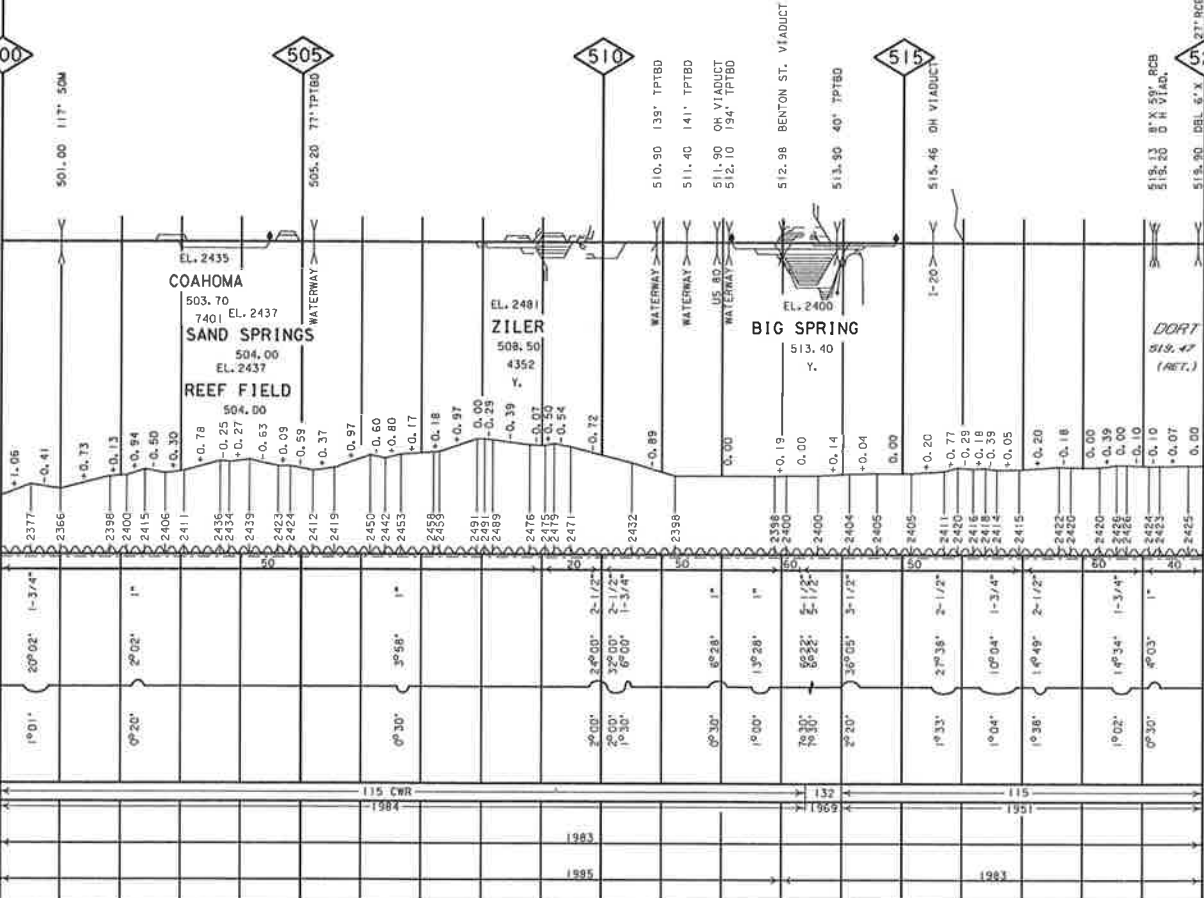 00
505
510
515
5
501.00 117' SOM
505.20 77' TPTBD
510.90 139' TPTBD
511.40 141' TPTBD
511.90 OH VIADUCT
512.10 194' TPTBD
512.98 BENTON ST. VIADUCT
513.90 40' TPTBD
515.46 OH VIADUCT
519.13 8'X 59' RCB
519.20 O H VIAD.
519.90 DBL 6'X 27' RCB
WATERWAY
WATERWAY
WATERWAY
US 80
WATERWAY
I-20
EL. 2435
COAHOMA
503.70
7401 EL. 2437
SAND SPRINGS
504.00
EL. 2437
REEF FIELD
504.00
EL. 2481
ZILER
508.50
4352
Y.
EL. 2400
BIG SPRING
513.40
Y.
DORT
519.47
(RET.)
+1.06 -0.41 +0.73 +0.13 +0.94 -0.50 +0.30 +0.78 -0.25 +0.27 -0.63 +0.09 -0.59 +0.37 +0.97 -0.60 +0.80 +0.17 +0.18 +0.97 0.00 -0.29 -0.39 -0.07 +0.50 -0.54 -0.72 -0.89 0.00 +0.19 0.00 +0.14 +0.04 0.00 +0.20 +0.77 -0.29 +0.18 -0.39 +0.05 +0.20 -0.18 0.00 +0.39 0.00 -0.10 -0.10 +0.07 0.00
2377 2366 2398 2400 2415 2406 2411 2436 2434 2439 2423 2424 2412 2419 2450 2442 2453 2458 2459 2491 2491 2489 2476 2475 2479 2471 2432 2398 2398 2400 2400 2404 2405 2405 2411 2420 2416 2418 2414 2415 2422 2420 2420 2426 2426 2424 2423 2425
50 20 50 60 50 60 40
1-3/4" 1" 1" 2-1/2" 2-1/2" 1-3/4" 1" 1" 5-1/2" 5-1/2" 3-1/2" 2-1/2" 1-3/4" 2-1/2" 1-3/4" 1"
20°02' 2°02' 3°58' 24°00' 32°00' 6°00' 6°28' 13°28' 6°22' 6°22' 36°05' 27°38' 10°04' 14°49' 14°34' 4°03'
1°01' 0°20' 0°30' 2°00' 2°00' 1°30' 0°30' 1°00' 7°30' 7°30' 2°20' 1°33' 1°04' 1°38' 1°02' 0°30'
115 CWR 132 115
1984 1969 1951
1983
1985 1983